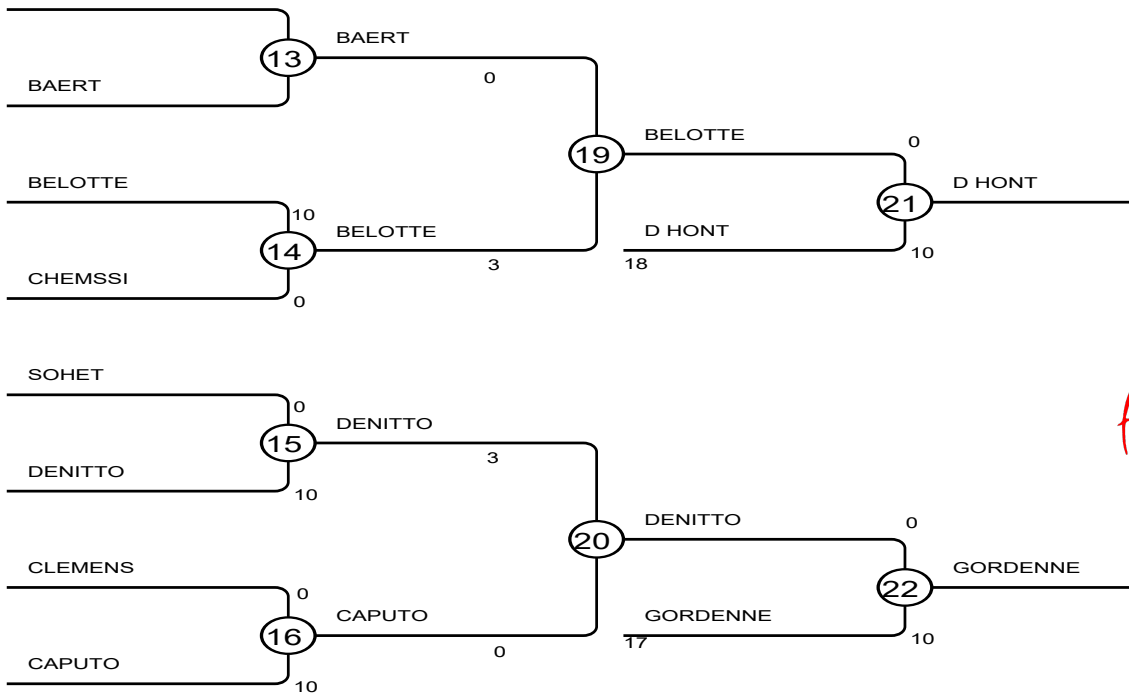 BAERT
13
0
BAERT
BELOTTE
0
19
BELOTTE
D HONT
10
21
BELOTTE
D HONT
14
3
18
10
CHEMSSI
0
SOHET
0
DENITTO
15
3
DENITTO
10
DENITTO
0
20
CLEMENS
GORDENNE
0
22
CAPUTO
GORDENNE
16
17
10
0
CAPUTO
10